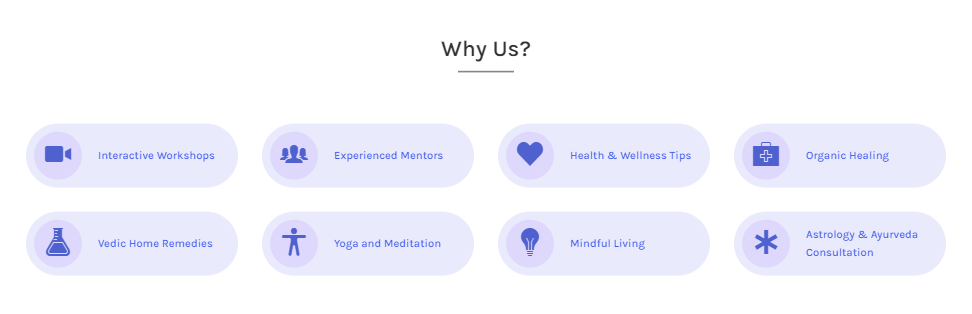 Why Us?
Interactive Workshops
Experienced Mentors
Health & Wellness Tips
Organic Healing
Vedic Home Remedies
Yoga and Meditation
Mindful Living
Astrology & Ayurveda
Consultation